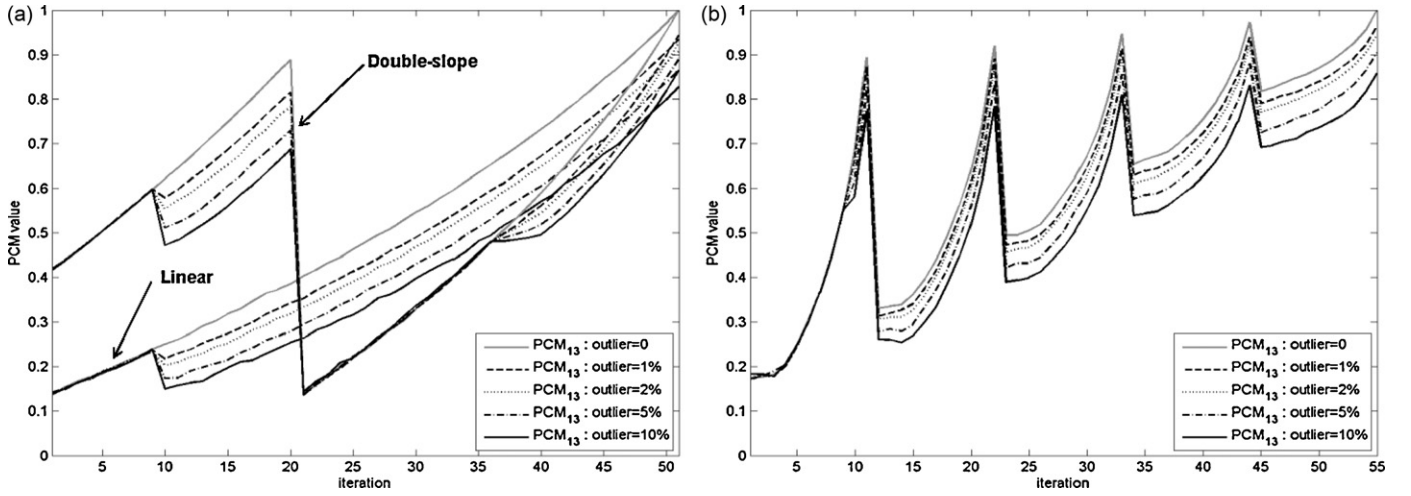 (a)
1
0.9
0.8
0.7
0.6
0.5
0.4
0.3
0.2
0.1
0
PCM value
Double-slope
Linear
PCM13 : outlier=0
PCM13 : outlier=1%
PCM13 : outlier=2%
PCM13 : outlier=5%
PCM13 : outlier=10%
5 10 15 20 25 30 35 40 45 50
iteration
(b)
1
0.9
0.8
0.7
0.6
0.5
0.4
0.3
0.2
0.1
0
PCM value
PCM13 : outlier=0
PCM13 : outlier=1%
PCM13 : outlier=2%
PCM13 : outlier=5%
PCM13 : outlier=10%
5 10 15 20 25 30 35 40 45 50 55
iteration